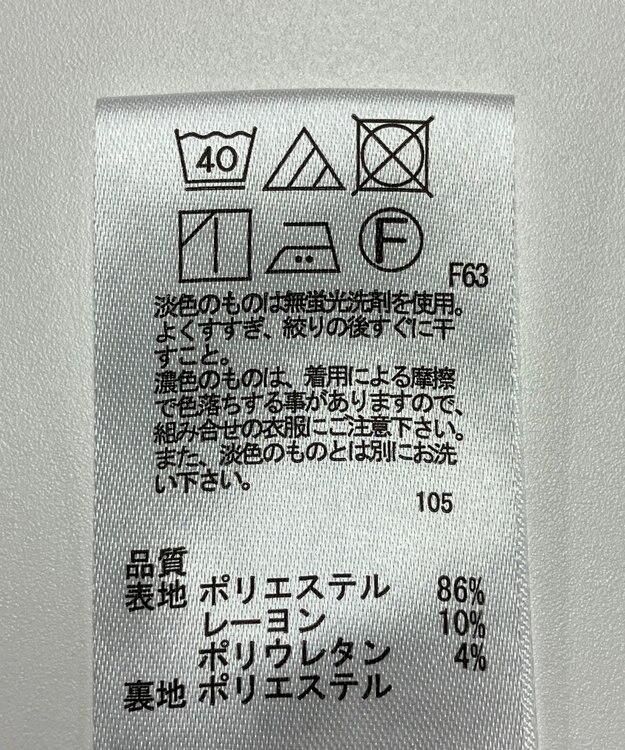 40
F
F63
淡色のものは無蛍光洗剤を使用。
よくすすぎ、絞りの後すぐに干
すこと。
濃色のものは、着用による摩擦
で色落ちする事がありますので、
組み合せの衣服にご注意下さい。
また、淡色のものとは別にお洗
い下さい。
105
品質
表地 ポリエステル 86%
レーヨン 10%
ポリウレタン 4%
裏地 ポリエステル